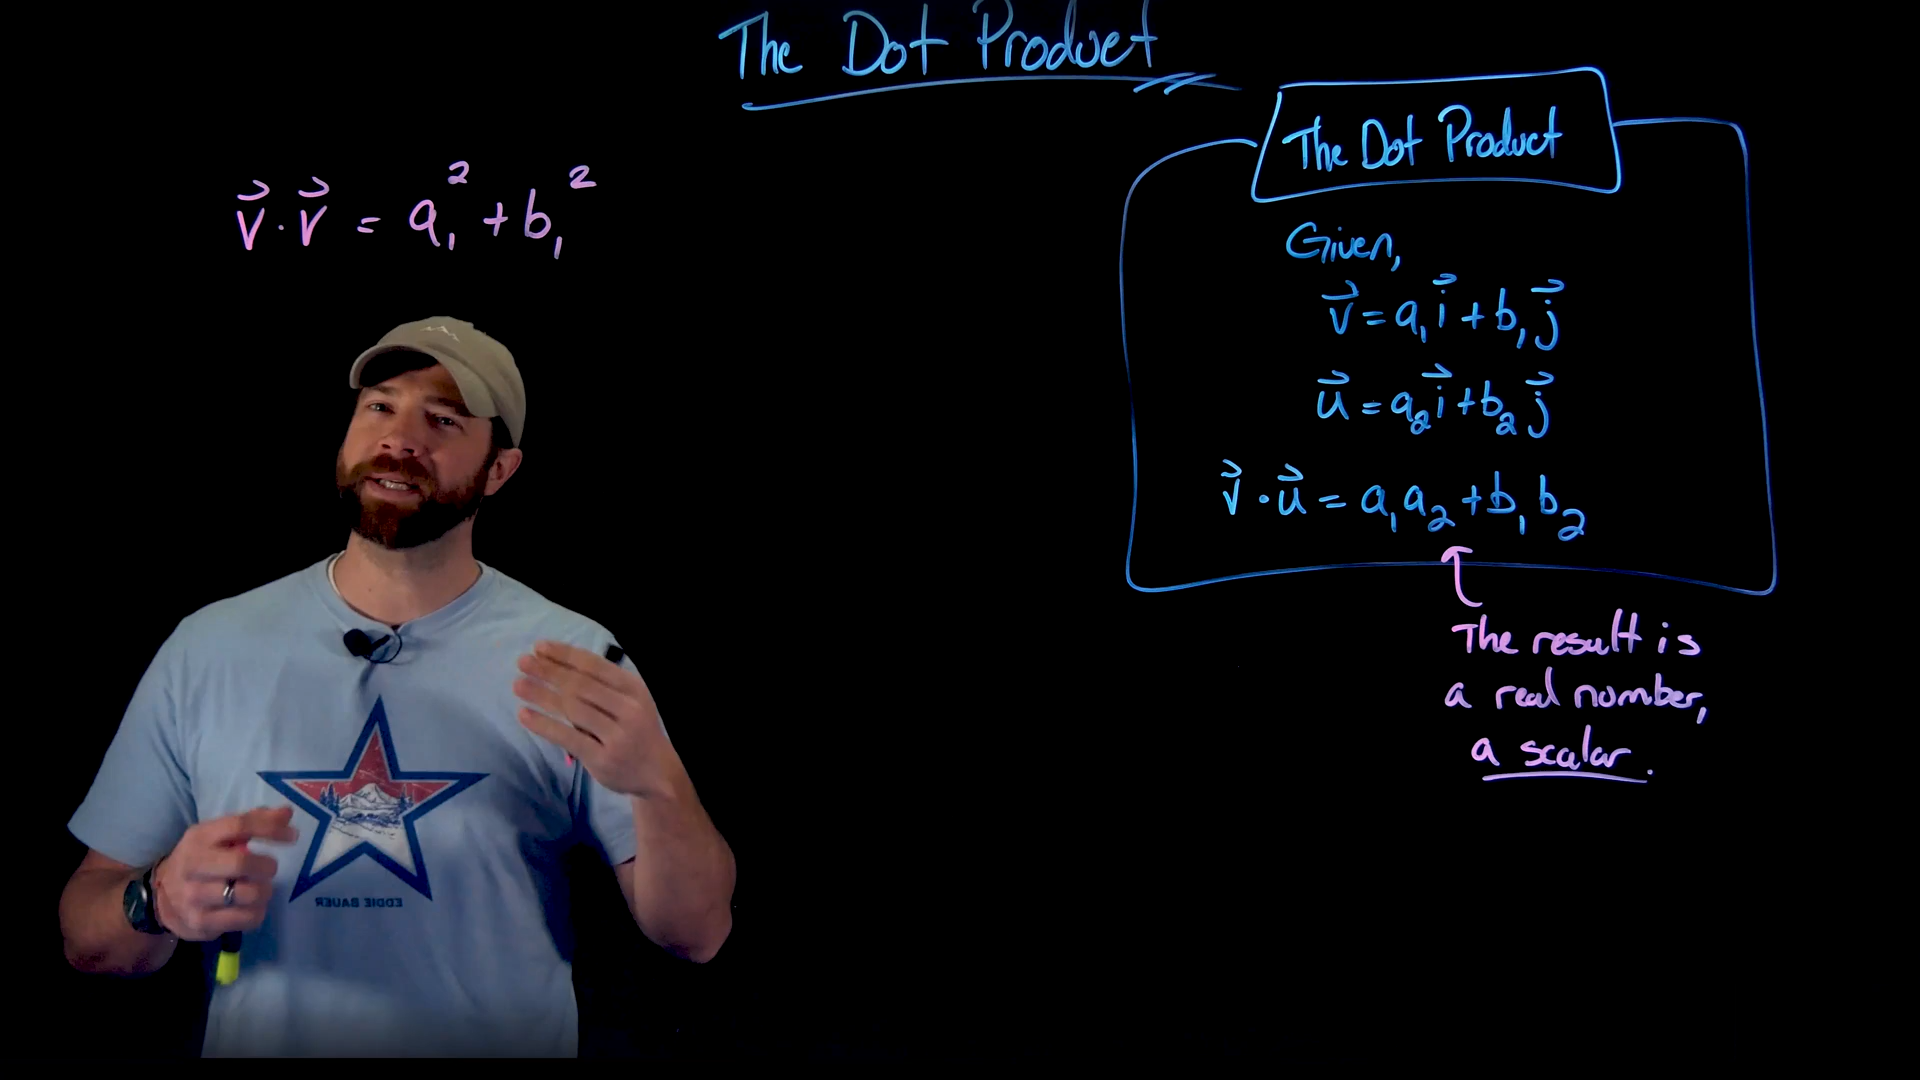 The Dot Product
v⃗ · v⃗ = a₁² + b₁²
The Dot Product
Given,
v⃗ = a₁i⃗ + b₁j⃗
u⃗ = a₂i⃗ + b₂j⃗
v⃗ · u⃗ = a₁a₂ + b₁b₂
The result is
a real number,
a scalar.
EDDIE BAUER